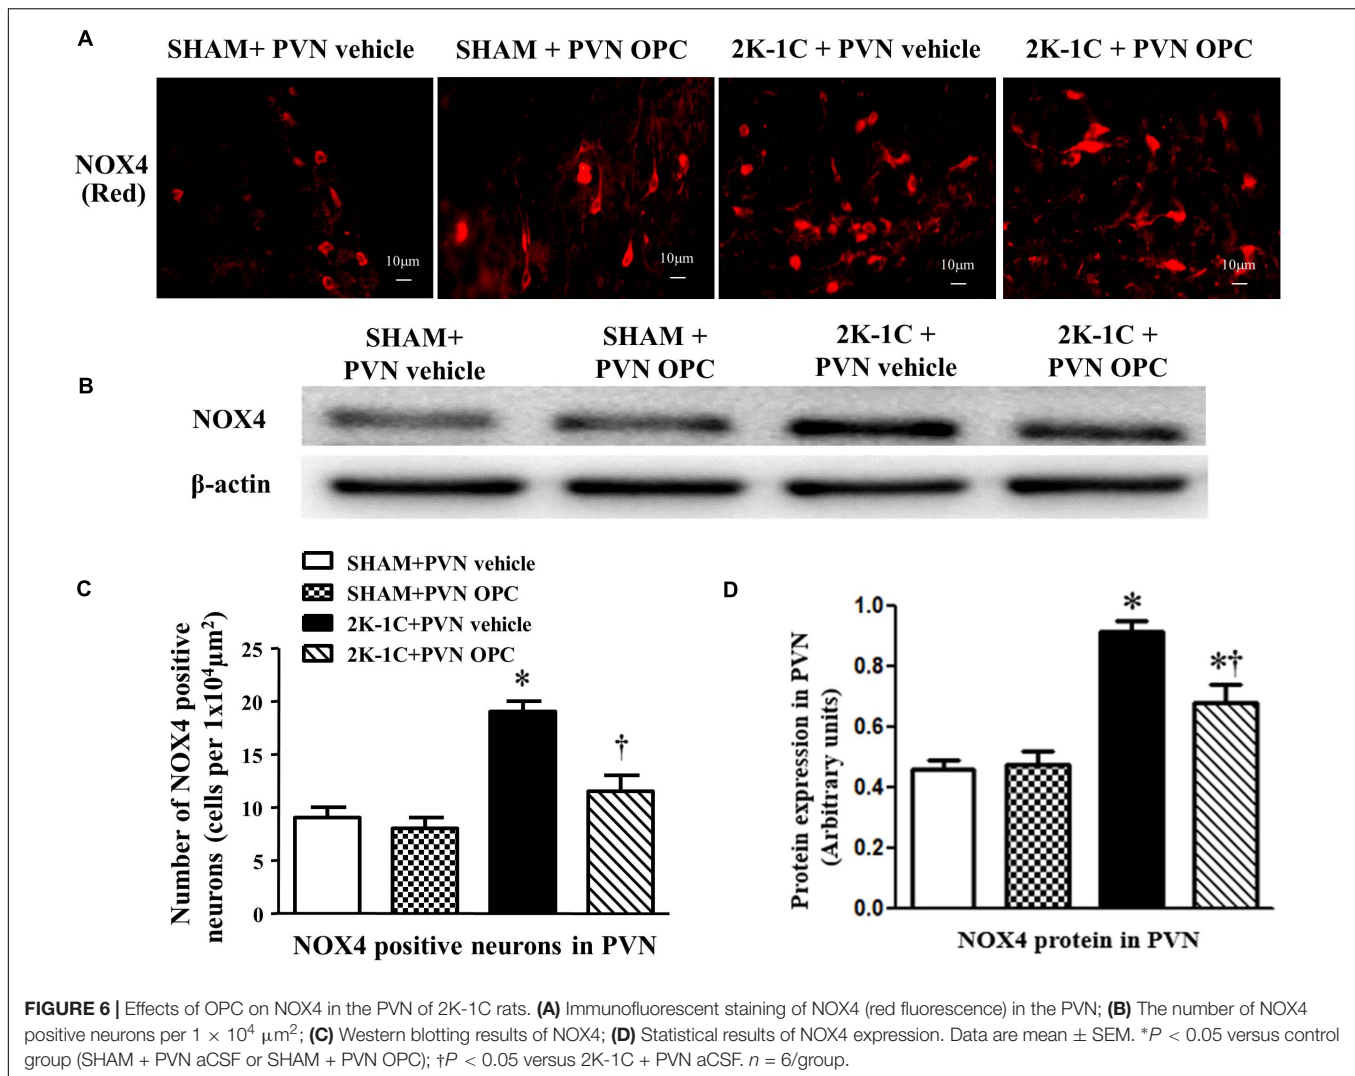 A
SHAM+ PVN vehicle
SHAM + PVN OPC
2K-1C + PVN vehicle
2K-1C + PVN OPC
NOX4
(Red)
10μm
10μm
10μm
10μm
B
SHAM+
PVN vehicle
SHAM +
PVN OPC
2K-1C +
PVN vehicle
2K-1C +
PVN OPC
NOX4
β-actin
C
SHAM+PVN vehicle
SHAM+PVN OPC
2K-1C+PVN vehicle
2K-1C+PVN OPC
Number of NOX4 positive
neurons (cells per 1x10⁴μm²)
25
20
15
10
5
0
*
†
NOX4 positive neurons in PVN
D
Protein expression in PVN
(Arbitrary units)
1.0
0.8
0.6
0.4
0.2
0.0
*
*†
NOX4 protein in PVN
FIGURE 6 | Effects of OPC on NOX4 in the PVN of 2K-1C rats. (A) Immunofluorescent staining of NOX4 (red fluorescence) in the PVN; (B) The number of NOX4
positive neurons per 1 × 10⁴ μm²; (C) Western blotting results of NOX4; (D) Statistical results of NOX4 expression. Data are mean ± SEM. *P < 0.05 versus control
group (SHAM + PVN aCSF or SHAM + PVN OPC); †P < 0.05 versus 2K-1C + PVN aCSF. n = 6/group.